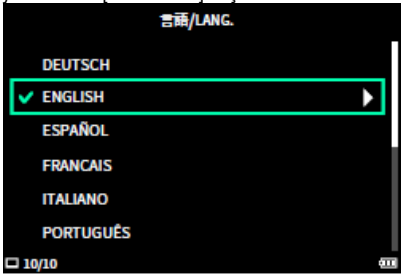 言語/LANG.
DEUTSCH
ENGLISH
ESPAÑOL
FRANCAIS
ITALIANO
PORTUGUÊS
10/10